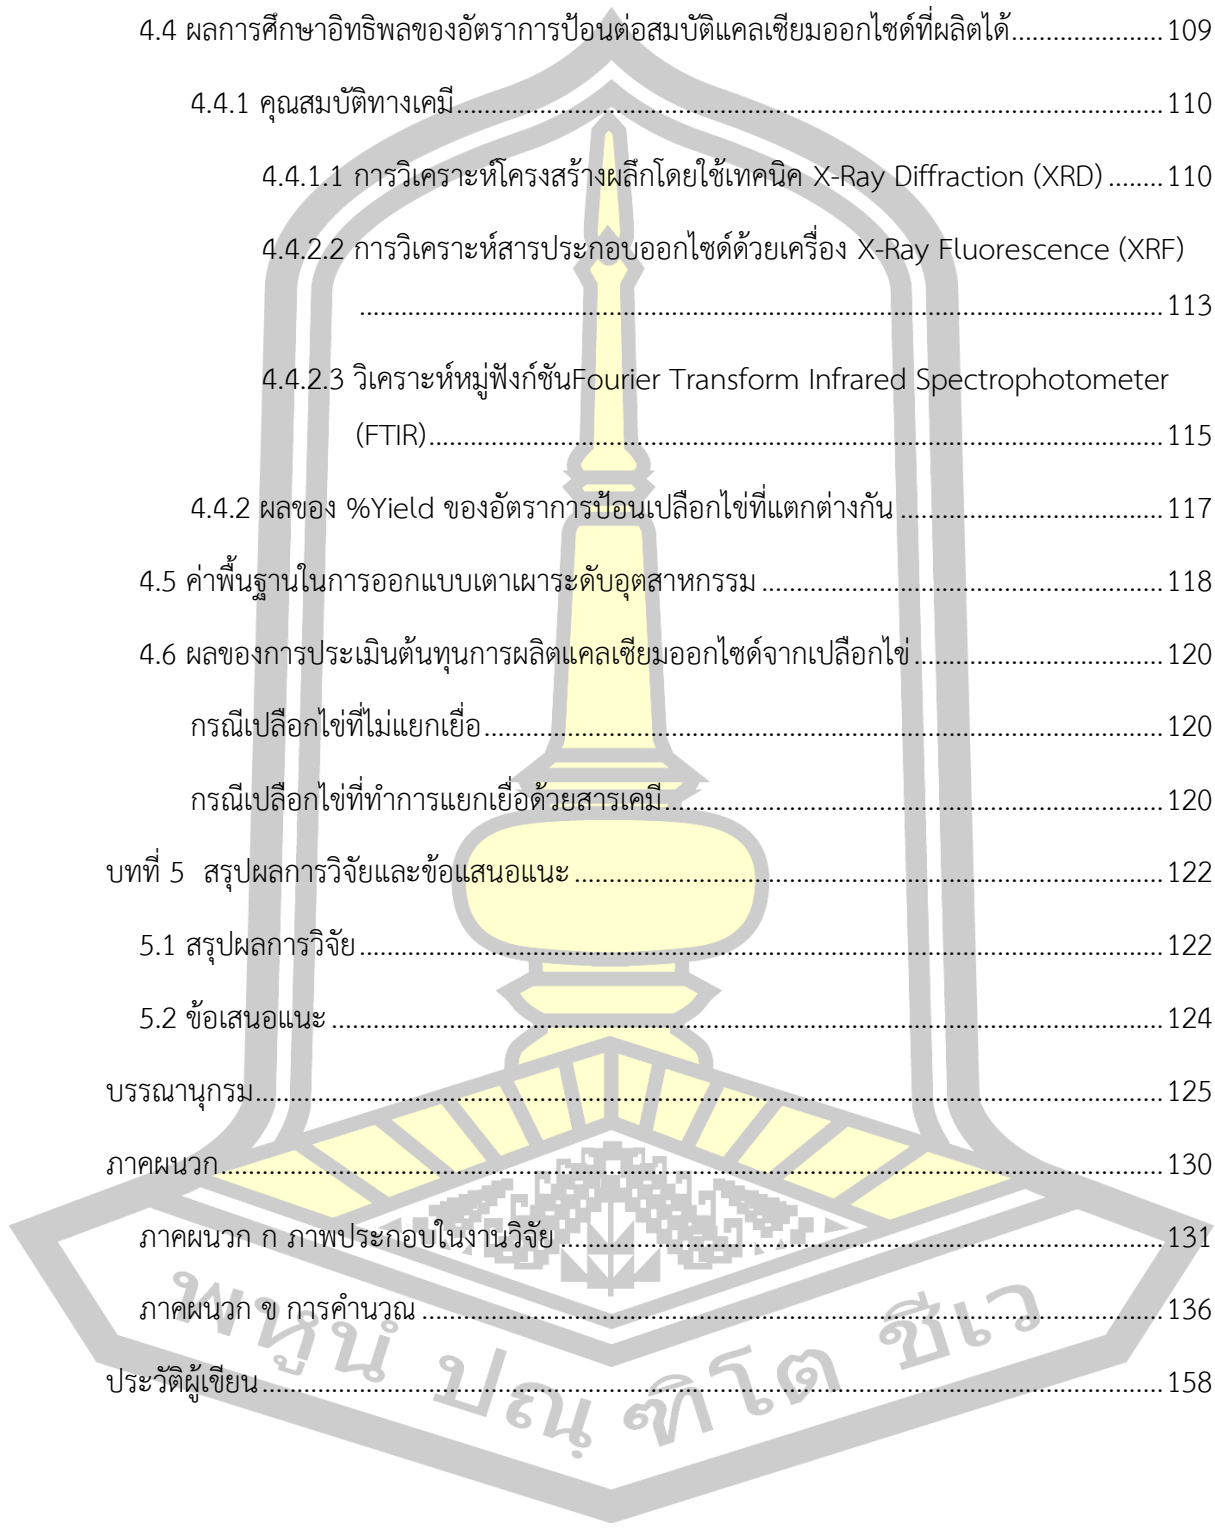 4.4 ผลการศึกษาอิทธิพลของอัตราการป้อนต่อสมบัติแคลเซียมออกไซด์ที่ผลิตได้...................... 109
4.4.1 คุณสมบัติทางเคมี....................................................................................................... 110
4.4.1.1 การวิเคราะห์โครงสร้างผลึกโดยใช้เทคนิค X-Ray Diffraction (XRD) ........ 110
4.4.2.2 การวิเคราะห์สารประกอบออกไซด์ด้วยเครื่อง X-Ray Fluorescence (XRF)
..................................................................................................................... 113
4.4.2.3 วิเคราะห์หมู่ฟังก์ชันFourier Transform Infrared Spectrophotometer
(FTIR)........................................................................................................... 115
4.4.2 ผลของ %Yield ของอัตราการป้อนเปลือกไข่ที่แตกต่างกัน ...................................... 117
4.5 ค่าพื้นฐานในการออกแบบเตาเผาระดับอุตสาหกรรม .......................................................... 118
4.6 ผลของการประเมินต้นทุนการผลิตแคลเซียมออกไซด์จากเปลือกไข่.................................... 120
กรณีเปลือกไข่ที่ไม่แยกเยื่อ................................................................................................... 120
กรณีเปลือกไข่ที่ทำการแยกเยื่อด้วยสารเคมี......................................................................... 120
บทที่ 5 สรุปผลการวิจัยและข้อแสนอแนะ ...................................................................................... 122
5.1 สรุปผลการวิจัย..................................................................................................................... 122
5.2 ข้อเสนอแนะ ......................................................................................................................... 124
บรรณานุกรม.................................................................................................................................... 125
ภาคผนวก......................................................................................................................................... 130
ภาคผนวก ก ภาพประกอบในงานวิจัย ........................................................................................ 131
ภาคผนวก ข การคำนวณ ............................................................................................................ 136
ประวัติผู้เขียน................................................................................................................................... 158
พหูนํ ปณฺฑิโต ชีเว